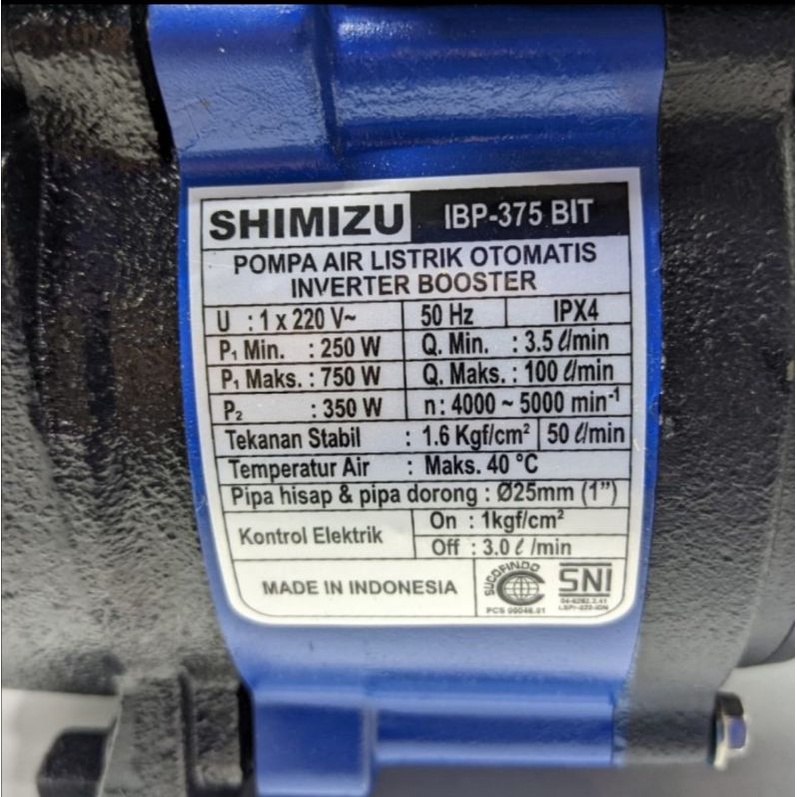 SHIMIZU IBP-375 BIT
POMPA AIR LISTRIK OTOMATIS
INVERTER BOOSTER
U : 1 x 220 V~ 50 Hz IPX4
P₁ Min. : 250 W Q. Min. : 3.5 ℓ/min
P₁ Maks. : 750 W Q. Maks. : 100 ℓ/min
P₂ : 350 W n : 4000 ~ 5000 min⁻¹
Tekanan Stabil : 1.6 Kgf/cm² 50 ℓ/min
Temperatur Air : Maks. 40 °C
Pipa hisap & pipa dorong : Ø25mm (1")
Kontrol Elektrik On : 1kgf/cm²
Off : 3.0 ℓ /min
MADE IN INDONESIA SUCOFINDO SNI